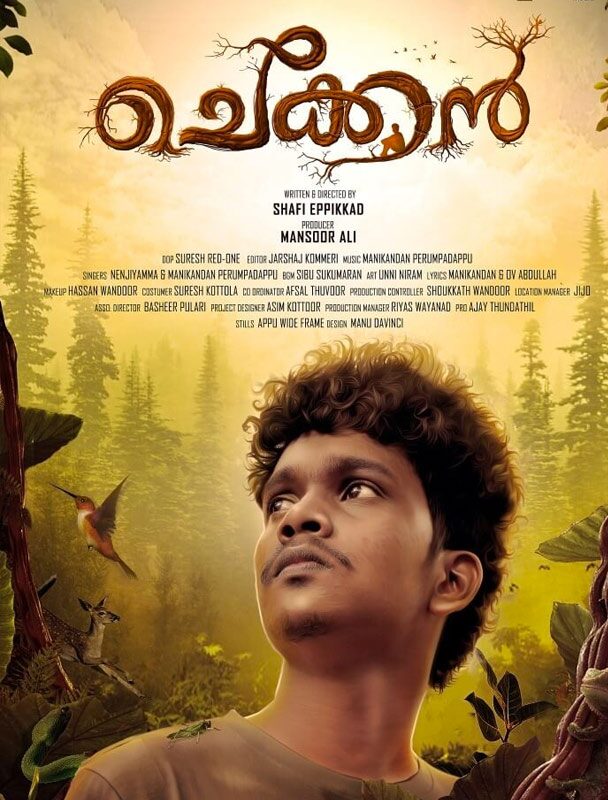 ചെക്കൻ
WRITTEN & DIRECTED BY
SHAFI EPPIKKAD
PRODUCER
MANSOOR ALI
DOP SURESH RED-ONE EDITOR JARSHAJ KOMMERI MUSIC MANIKANDAN PERUMPADAPPU
SINGERS NENJIYAMMA & MANIKANDAN PERUMPADAPPU BGM SIBU SUKUMARAN ART UNNI NIRAM LYRICS MANIKANDAN & OV ABDULLAH
MAKEUP HASSAN WANDOOR COSTUMER SURESH KOTTOLA CO ORDINATOR AFSAL THUVOOR PRODUCTION CONTROLLER SHOUKKATH WANDOOR LOCATION MANAGER JIJO
ASSO. DIRECTOR BASHEER PULARI PROJECT DESIGNER ASIM KOTTOOR PRODUCTION MANAGER RIYAS WAYANAD PRO AJAY THUNDATHIL
STILLS APPU WIDE FRAME DESIGN MANU DAVINCI